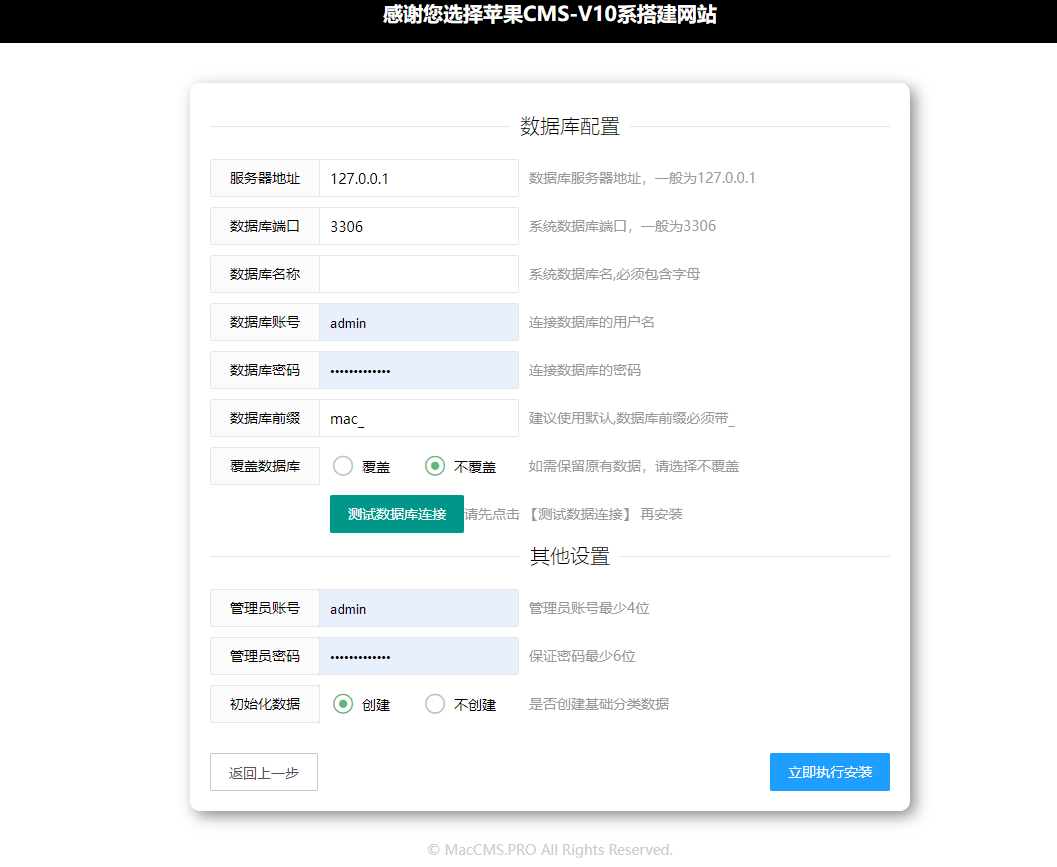 感谢您选择苹果CMS-V10系搭建网站
数据库配置
服务器地址 127.0.0.1 数据库服务器地址，一般为127.0.0.1
数据库端口 3306 系统数据库端口，一般为3306
数据库名称 系统数据库名,必须包含字母
数据库账号 admin 连接数据库的用户名
数据库密码 ••••••••••••• 连接数据库的密码
数据库前缀 mac_ 建议使用默认,数据库前缀必须带_
覆盖数据库 覆盖 不覆盖 如需保留原有数据，请选择不覆盖
测试数据库连接 请先点击 【测试数据连接】 再安装
其他设置
管理员账号 admin 管理员账号最少4位
管理员密码 ••••••••••••• 保证密码最少6位
初始化数据 创建 不创建 是否创建基础分类数据
返回上一步 立即执行安装
© MacCMS.PRO All Rights Reserved.